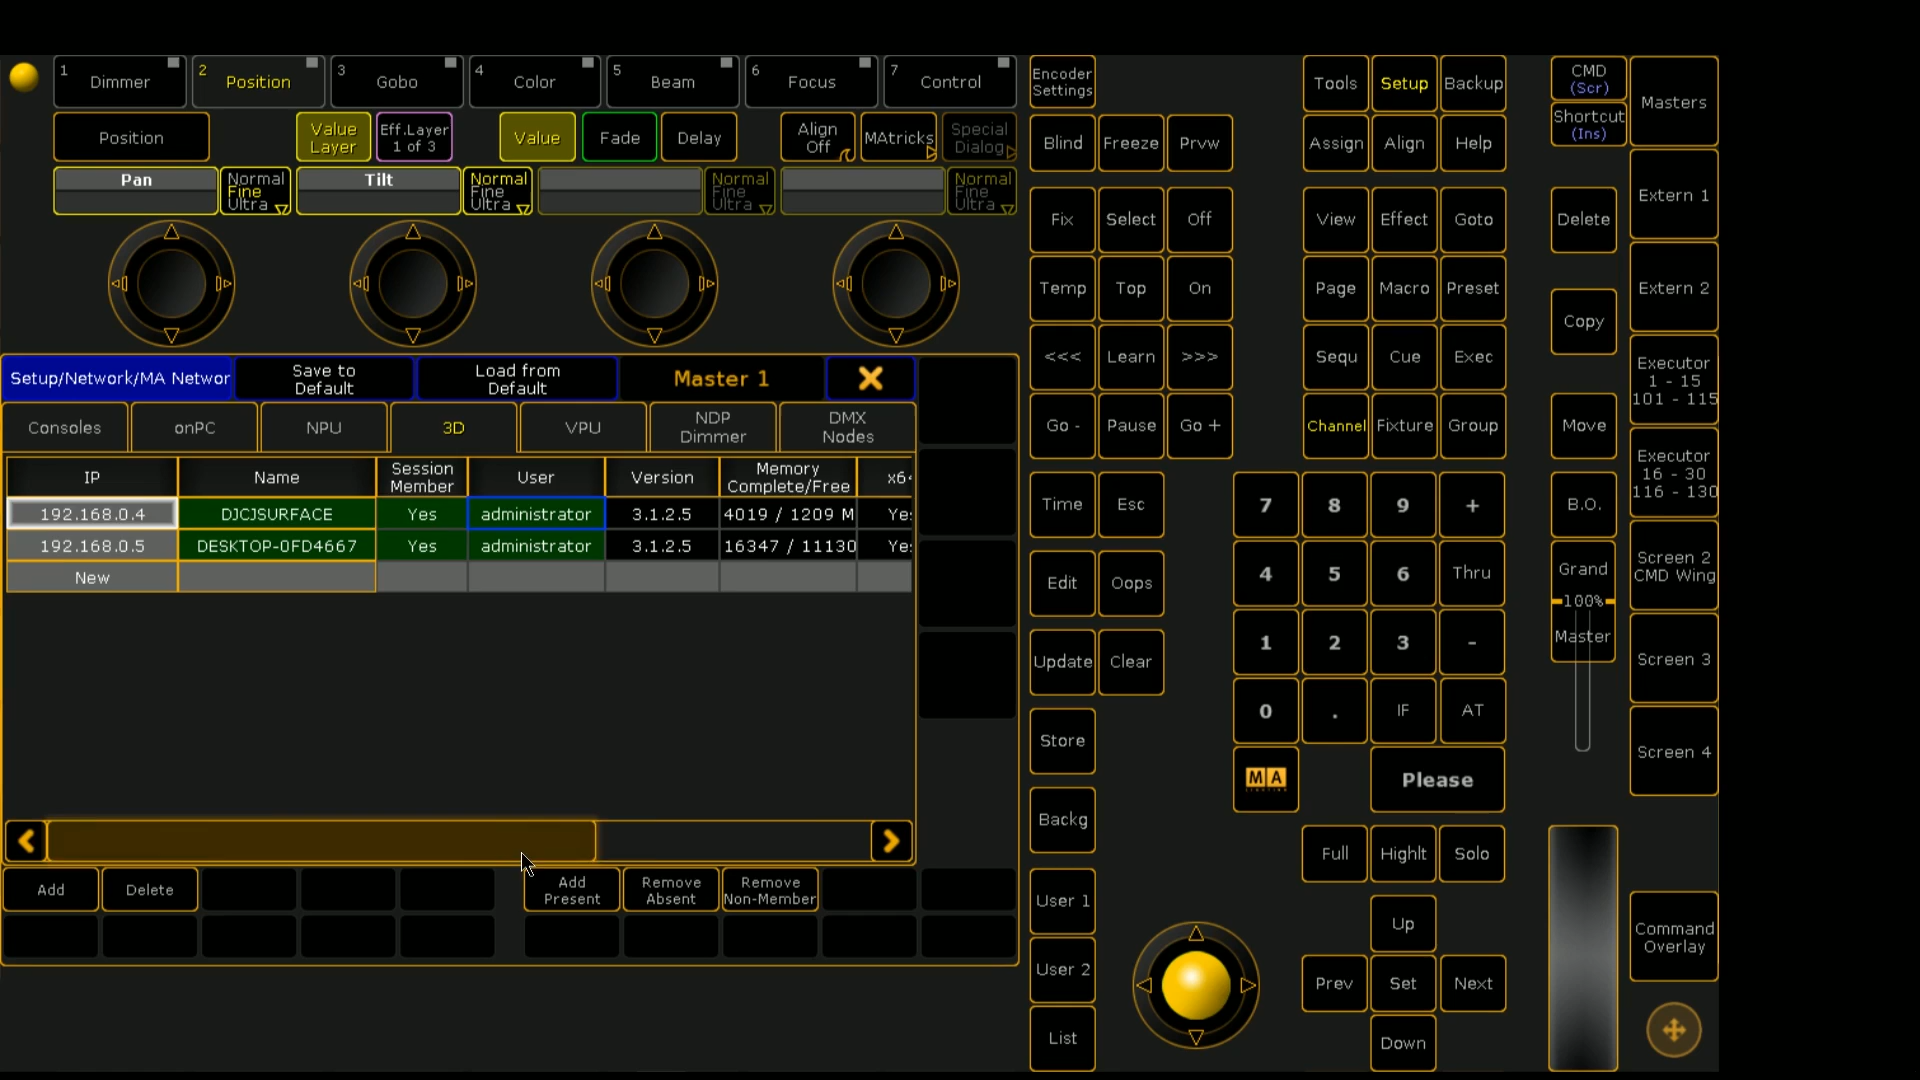 1 Dimmer
2 Position
3 Gobo
4 Color
5 Beam
6 Focus
7 Control
Position
Value
Layer
Eff.Layer
1 of 3
Value
Fade
Delay
Align
Off
MAtricks
Special
Dialog
Pan
Normal
Fine
Ultra
Tilt
Normal
Fine
Ultra
Normal
Fine
Ultra
Normal
Fine
Ultra
Setup/Network/MA Networ
Save to
Default
Load from
Default
Master 1
Consoles
onPC
NPU
3D
VPU
NDP
Dimmer
DMX
Nodes
IP
Name
Session
Member
User
Version
Memory
Complete/Free
x64
192.168.0.4 DJCJSURFACE Yes administrator 3.1.2.5 4019 / 1209 M Yes
192.168.0.5 DESKTOP-0FD4667 Yes administrator 3.1.2.5 16347 / 11130 Yes
New
Add
Delete
Add
Present
Remove
Absent
Remove
Non-Member
Encoder
Settings
Tools
Setup
Backup
Blind
Freeze
Prvw
Assign
Align
Help
Fix
Select
Off
View
Effect
Goto
Temp
Top
On
Page
Macro
Preset
<<<
Learn
>>>
Sequ
Cue
Exec
Go -
Pause
Go +
Channel
Fixture
Group
Time
Esc
7
8
9
+
Edit
Oops
4
5
6
Thru
Update
Clear
1
2
3
-
Store
0
.
IF
AT
MA
Please
Backg
Full
Highlt
Solo
User 1
Up
User 2
Prev
Set
Next
List
Down
CMD
(Scr)
Shortcut
(Ins)
Delete
Copy
Move
B.O.
Grand
100%
Master
Masters
Extern 1
Extern 2
Executor
1 - 15
101 - 115
Executor
16 - 30
116 - 130
Screen 2
CMD Wing
Screen 3
Screen 4
Command
Overlay